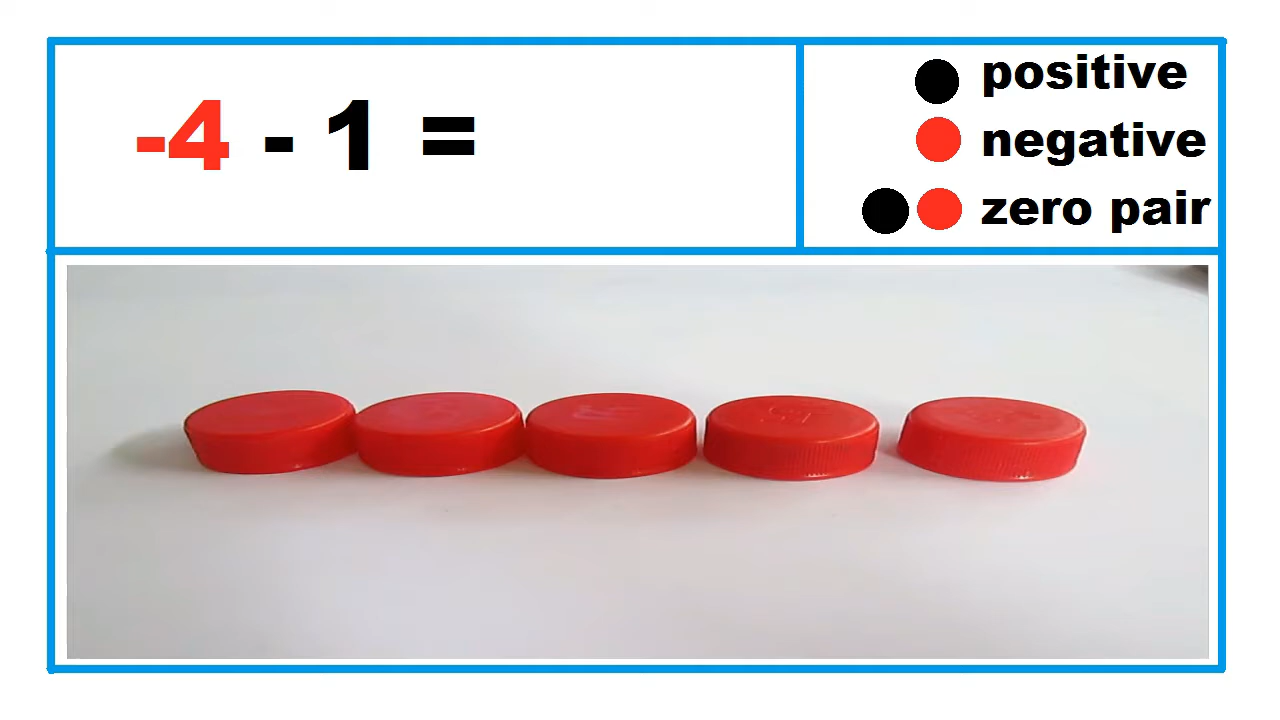 -4 - 1 =
positive
negative
zero pair